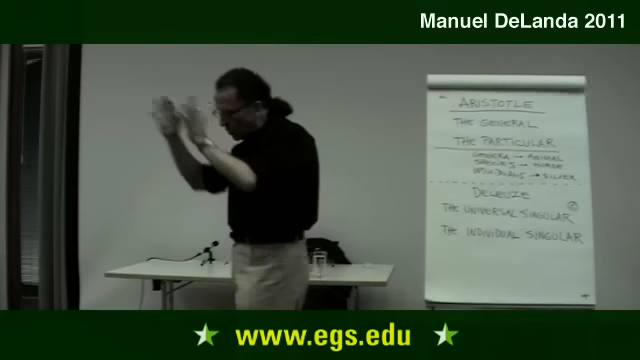 Manuel DeLanda 2011
ARISTOTLE
THE GENERAL
THE PARTICULAR
GENERA → ANIMAL
SPECIES → HORSE
INDIVIDUALS → SILVER
DELEUZE
②
THE UNIVERSAL SINGULAR
THE INDIVIDUAL SINGULAR
www.egs.edu